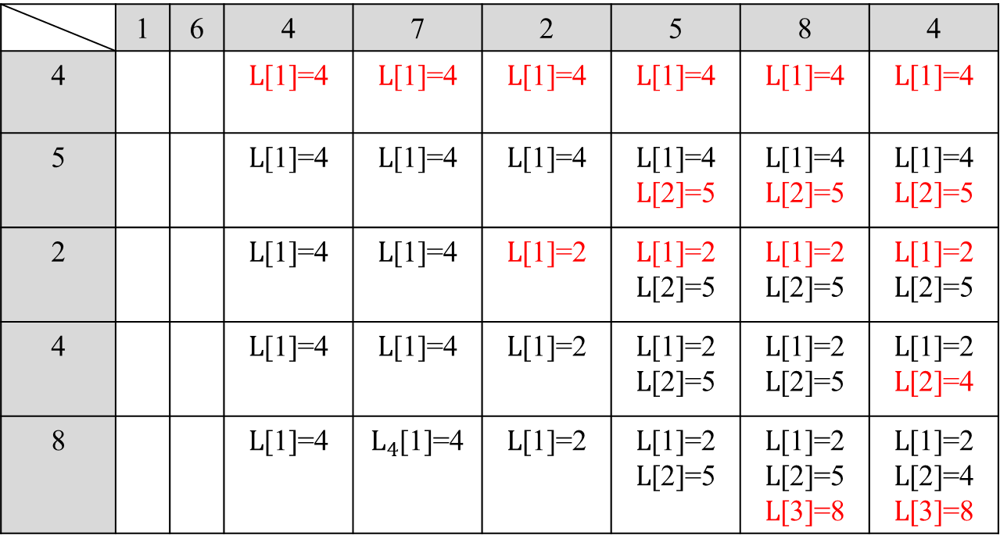 1 6 4 7 2 5 8 4
4 L[1]=4 L[1]=4 L[1]=4 L[1]=4 L[1]=4 L[1]=4
5 L[1]=4 L[1]=4 L[1]=4 L[1]=4 L[1]=4 L[1]=4
L[2]=5 L[2]=5 L[2]=5
2 L[1]=4 L[1]=4 L[1]=2 L[1]=2 L[1]=2 L[1]=2
L[2]=5 L[2]=5 L[2]=5
4 L[1]=4 L[1]=4 L[1]=2 L[1]=2 L[1]=2 L[1]=2
L[2]=5 L[2]=5 L[2]=4
8 L[1]=4 L₄[1]=4 L[1]=2 L[1]=2 L[1]=2 L[1]=2
L[2]=5 L[2]=5 L[2]=4
L[3]=8 L[3]=8